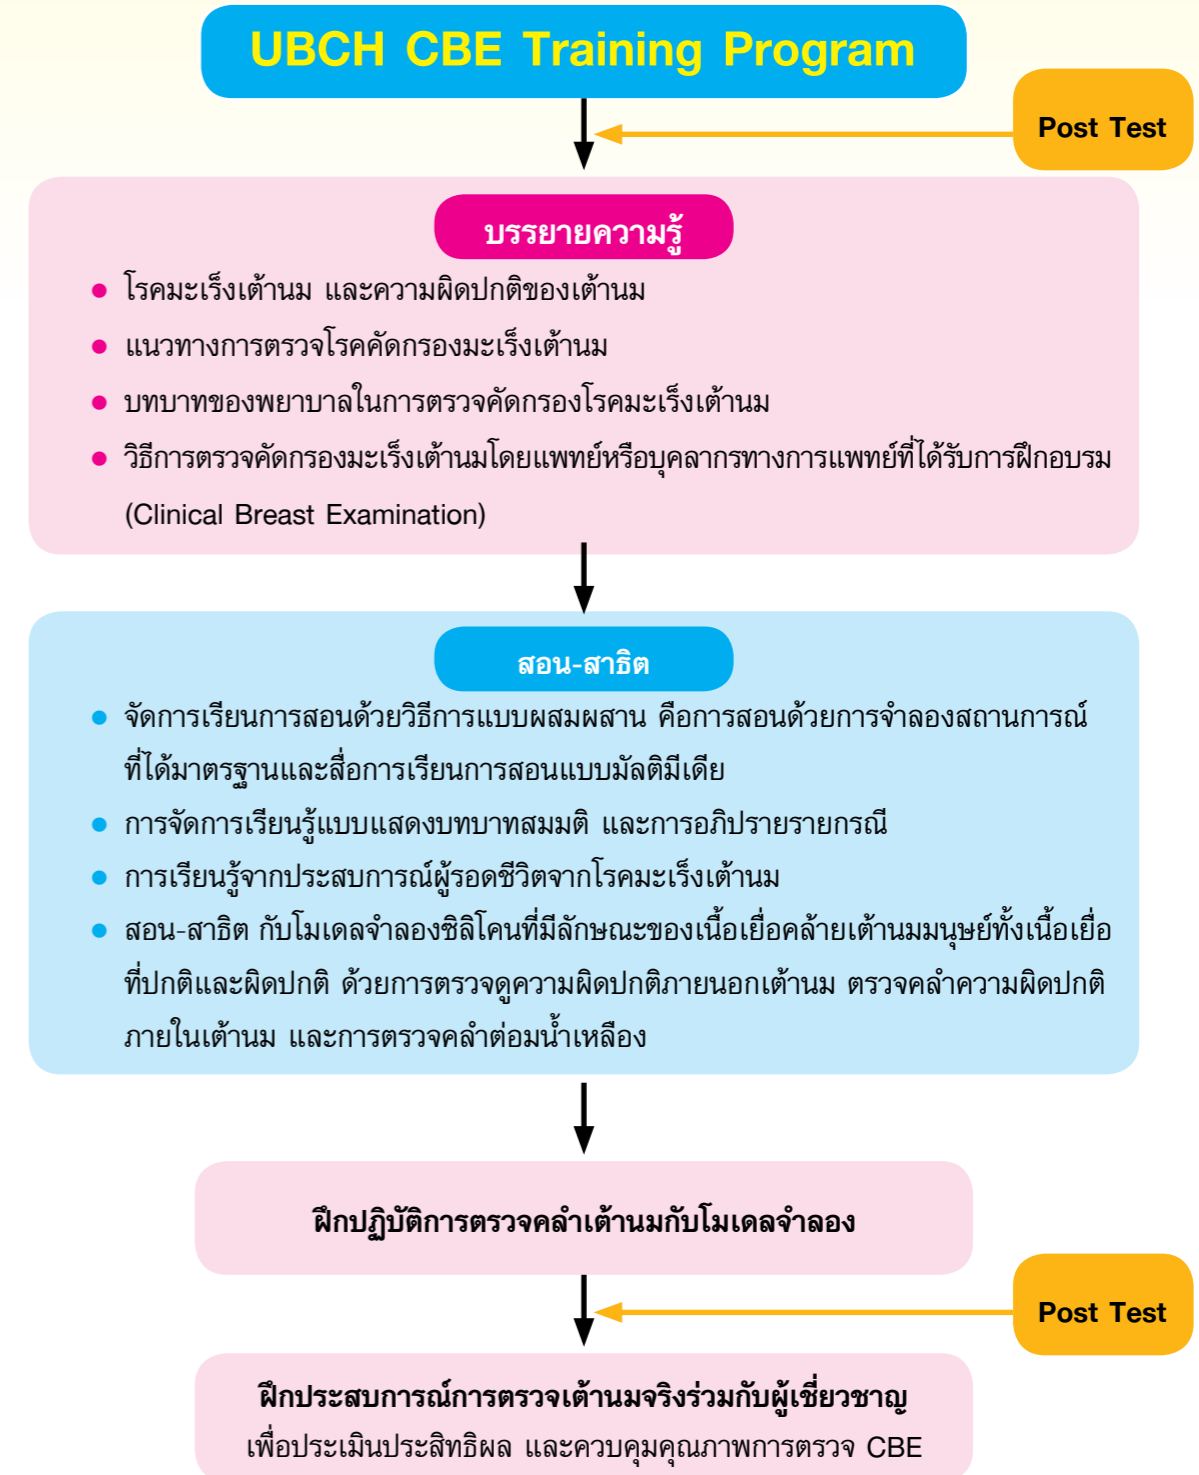 UBCH CBE Training Program
Post Test
บรรยายความรู้
● โรคมะเร็งเต้านม และความผิดปกติของเต้านม
● แนวทางการตรวจโรคคัดกรองมะเร็งเต้านม
● บทบาทของพยาบาลในการตรวจคัดกรองโรคมะเร็งเต้านม
● วิธีการตรวจคัดกรองมะเร็งเต้านมโดยแพทย์หรือบุคลากรทางการแพทย์ที่ได้รับการฝึกอบรม
(Clinical Breast Examination)
สอน-สาธิต
● จัดการเรียนการสอนด้วยวิธีการแบบผสมผสาน คือการสอนด้วยการจำลองสถานการณ์
ที่ได้มาตรฐานและสื่อการเรียนการสอนแบบมัลติมีเดีย
● การจัดการเรียนรู้แบบแสดงบทบาทสมมติ และการอภิปรายรายกรณี
● การเรียนรู้จากประสบการณ์ผู้รอดชีวิตจากโรคมะเร็งเต้านม
● สอน-สาธิต กับโมเดลจำลองซิลิโคนที่มีลักษณะของเนื้อเยื่อคล้ายเต้านมมนุษย์ทั้งเนื้อเยื่อ
ที่ปกติและผิดปกติ ด้วยการตรวจดูความผิดปกติภายนอกเต้านม ตรวจคลำความผิดปกติ
ภายในเต้านม และการตรวจคลำต่อมน้ำเหลือง
ฝึกปฏิบัติการตรวจคลำเต้านมกับโมเดลจำลอง
Post Test
ฝึกประสบการณ์การตรวจเต้านมจริงร่วมกับผู้เชี่ยวชาญ
เพื่อประเมินประสิทธิผล และควบคุมคุณภาพการตรวจ CBE